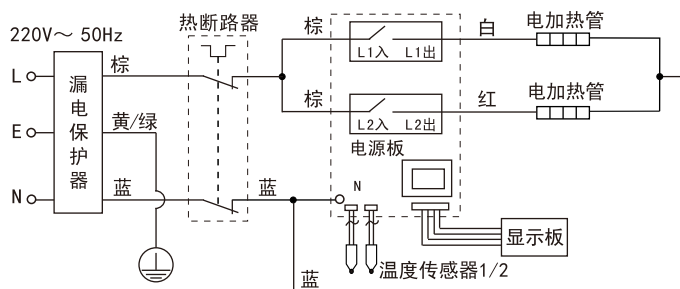 220V～ 50Hz
热断路器
棕
白
电加热管
L1入 L1出
L
棕
漏电保护器
棕
红
电加热管
L2入 L2出
E
黄/绿
电源板
N
蓝
蓝
N
显示板
温度传感器1/2
蓝